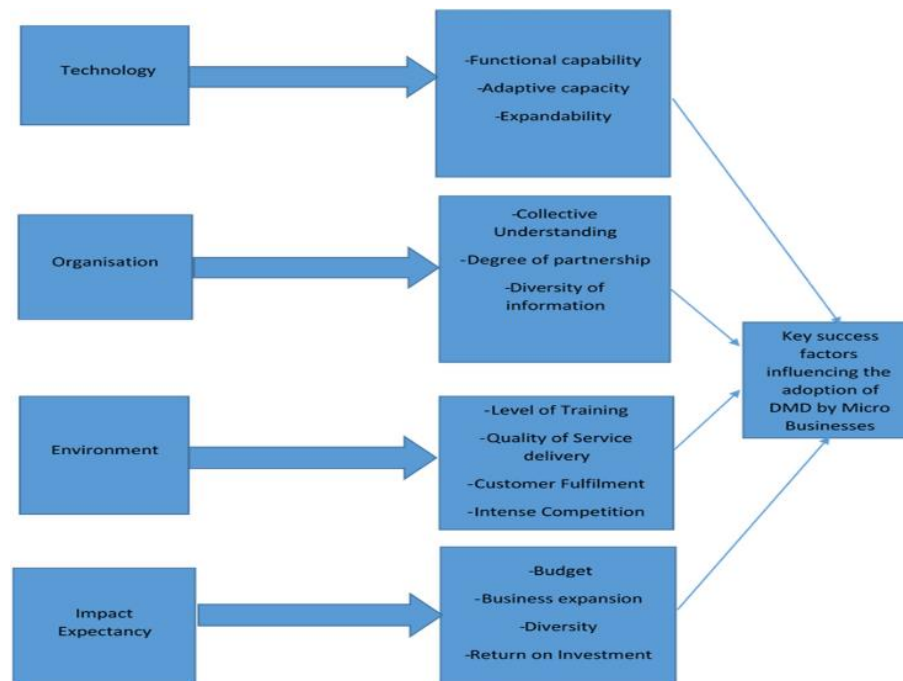 Technology
-Functional capability
-Adaptive capacity
-Expandability
Organisation
-Collective
Understanding
-Degree of partnership
-Diversity of
information
Key success
factors
influencing the
adoption of
DMD by Micro
Businesses
Environment
-Level of Training
-Quality of Service
delivery
-Customer Fulfilment
-Intense Competition
Impact
Expectancy
-Budget
-Business expansion
-Diversity
-Return on Investment